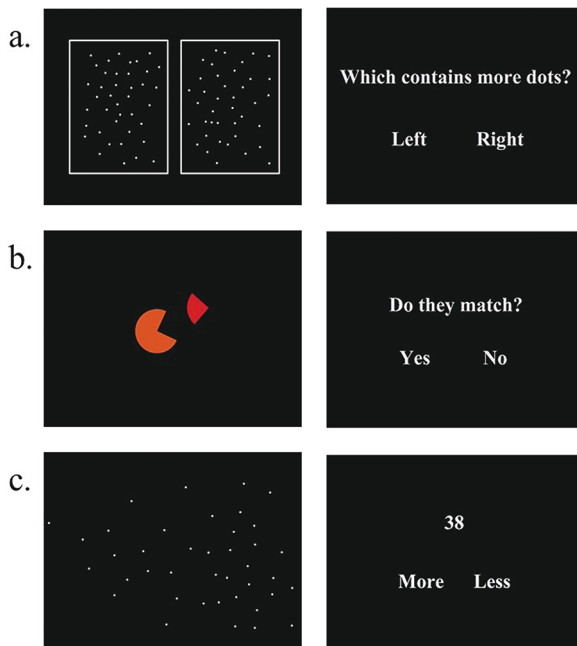 a.
Which contains more dots?
Left Right
b.
Do they match?
Yes No
c.
38
More Less